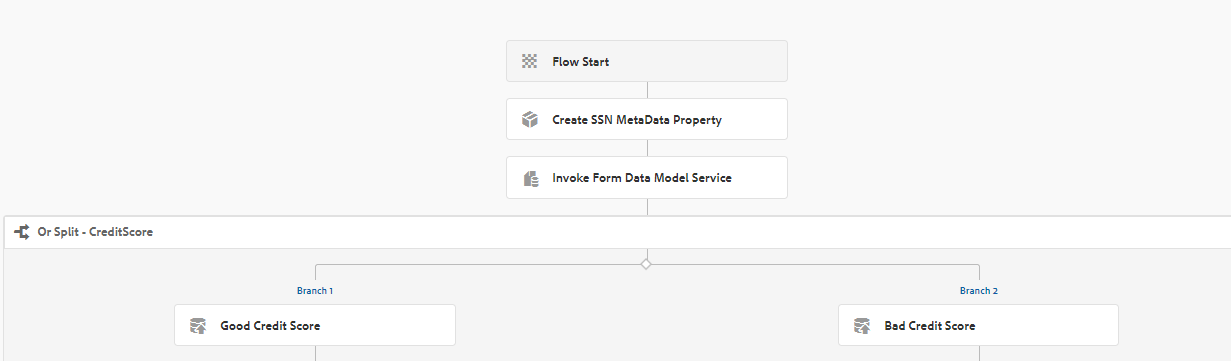 Flow Start
Create SSN MetaData Property
Invoke Form Data Model Service
Or Split - CreditScore
Branch 1
Branch 2
Good Credit Score
Bad Credit Score